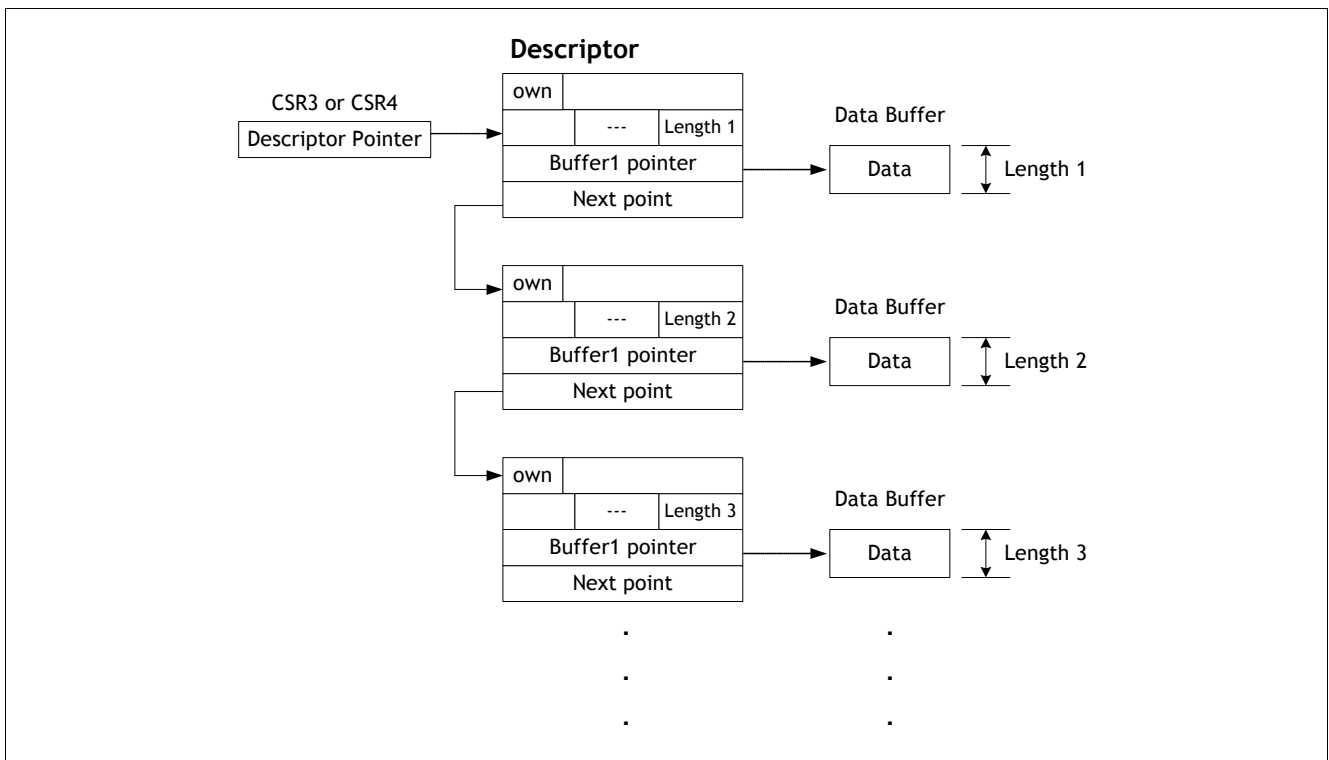 Descriptor
CSR3 or CSR4
Descriptor Pointer
own
--- Length 1
Buffer1 pointer
Next point
Data Buffer
Data
Length 1
own
--- Length 2
Buffer1 pointer
Next point
Data Buffer
Data
Length 2
own
--- Length 3
Buffer1 pointer
Next point
Data Buffer
Data
Length 3
. .
. .
. .